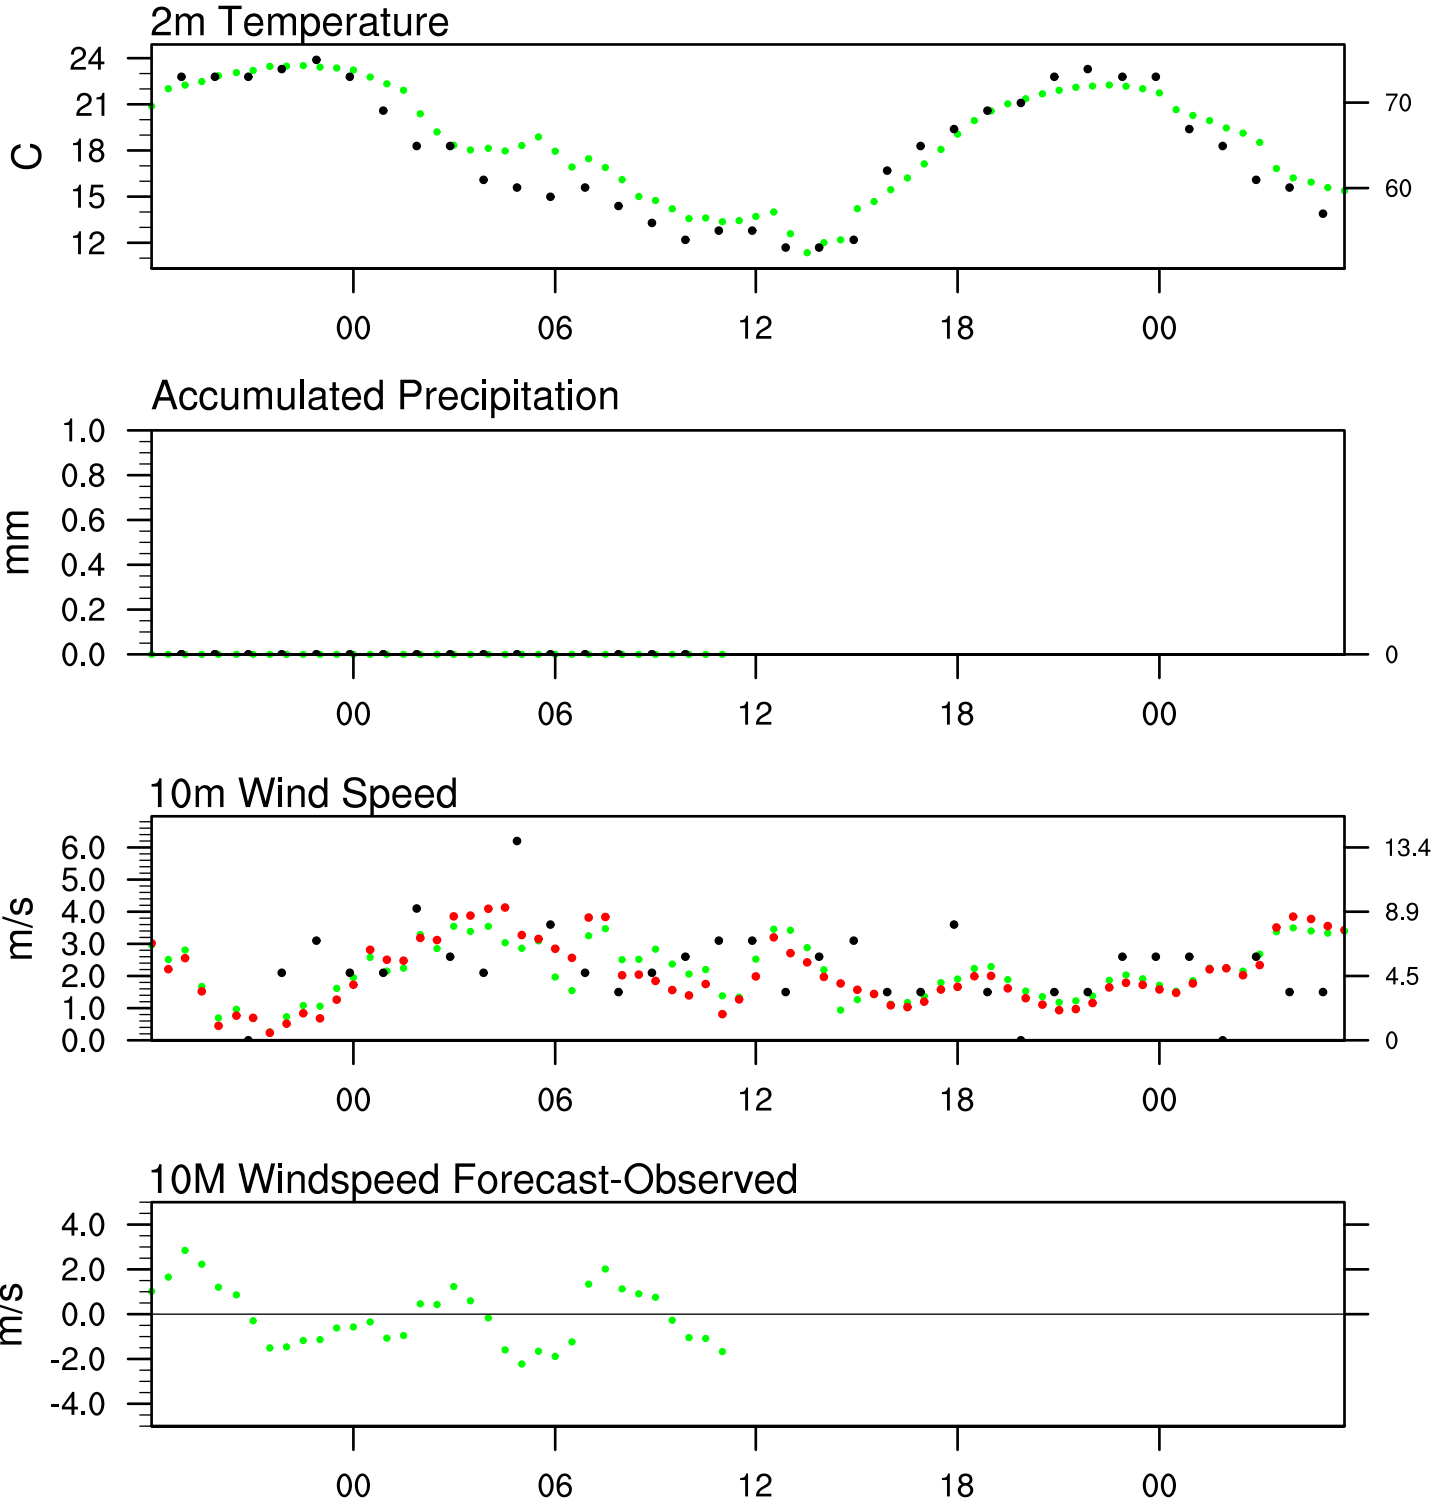 2m Temperature
24
21
18
15
12
C
70
60
00 06 12 18 00
Accumulated Precipitation
1.0
0.8
0.6
0.4
0.2
0.0
mm
0
00 06 12 18 00
10m Wind Speed
6.0
5.0
4.0
3.0
2.0
1.0
0.0
m/s
13.4
8.9
4.5
0
00 06 12 18 00
10M Windspeed Forecast-Observed
4.0
2.0
0.0
-2.0
-4.0
m/s
00 06 12 18 00